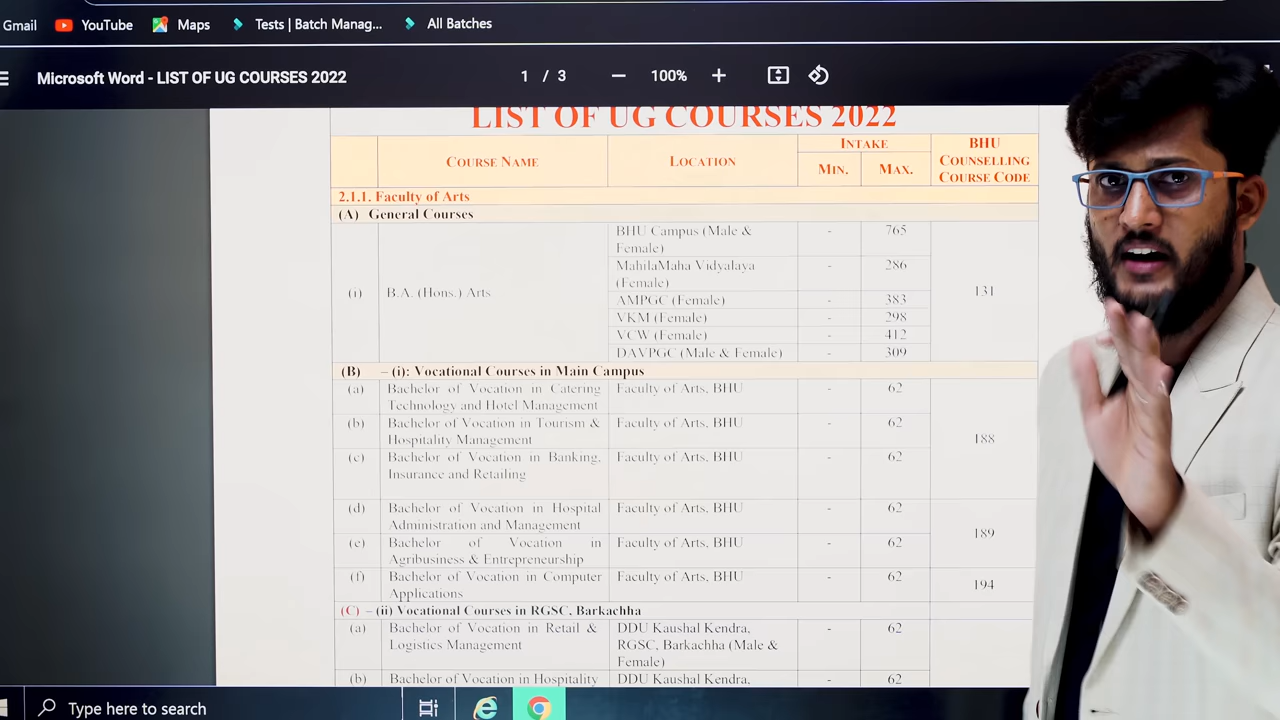 Gmail YouTube Maps Tests | Batch Manag... All Batches
Microsoft Word - LIST OF UG COURSES 2022 1 / 3 100%
LIST OF UG COURSES 2022
COURSE NAME LOCATION INTAKE MIN. MAX. BHU COUNSELLING COURSE CODE
2.1.1. Faculty of Arts
(A) General Courses
(i) B.A. (Hons.) Arts
BHU Campus (Male &
Female) - 765
MahilaMaha Vidyalaya
(Female) - 286
AMPGC (Female) - 383
VKM (Female) - 298
VCW (Female) - 412
DAVPGC (Male & Female) - 309
131
(B) – (i): Vocational Courses in Main Campus
(a) Bachelor of Vocation in Catering Faculty of Arts, BHU - 62
Technology and Hotel Management
(b) Bachelor of Vocation in Tourism & Faculty of Arts, BHU - 62
Hospitality Management
188
(c) Bachelor of Vocation in Banking, Faculty of Arts, BHU - 62
Insurance and Retailing
(d) Bachelor of Vocation in Hospital Faculty of Arts, BHU - 62
Administration and Management
189
(e) Bachelor of Vocation in Faculty of Arts, BHU - 62
Agribusiness & Entrepreneurship
(f) Bachelor of Vocation in Computer Faculty of Arts, BHU - 62
Applications
194
(C) – (ii) Vocational Courses in RGSC, Barkachha
(a) Bachelor of Vocation in Retail & DDU Kaushal Kendra, - 62
Logistics Management RGSC, Barkachha (Male &
Female)
(b) Bachelor of Vocation in Hospitality DDU Kaushal Kendra, - 62
Type here to search